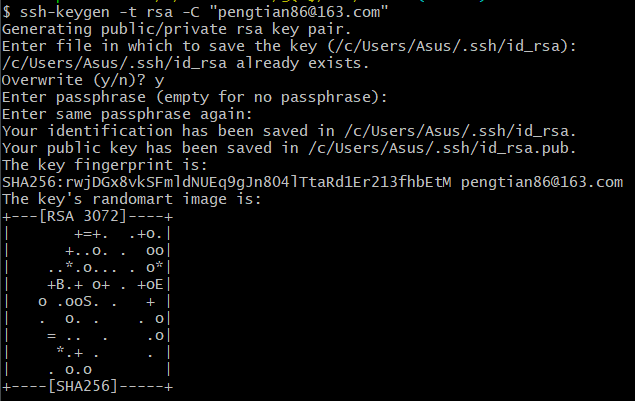 $ ssh-keygen -t rsa -C "pengtian86@163.com"
Generating public/private rsa key pair.
Enter file in which to save the key (/c/Users/Asus/.ssh/id_rsa):
/c/Users/Asus/.ssh/id_rsa already exists.
Overwrite (y/n)? y
Enter passphrase (empty for no passphrase):
Enter same passphrase again:
Your identification has been saved in /c/Users/Asus/.ssh/id_rsa.
Your public key has been saved in /c/Users/Asus/.ssh/id_rsa.pub.
The key fingerprint is:
SHA256:rwjDGx8vkSFmldNUEq9gJn8O4lTtaRd1Er213fhbEtM pengtian86@163.com
The key's randomart image is:
+---[RSA 3072]----+
|       +=+.  .+o.|
|      +..o. .  oo|
|    ..*.o... . o*|
|    +B.+ o+ . +oE|
|   o .ooS. .   + |
|   .  o. .    . o|
|    = ..  .    .o|
|     *.+ .     . |
|    . o.o        |
+----[SHA256]-----+